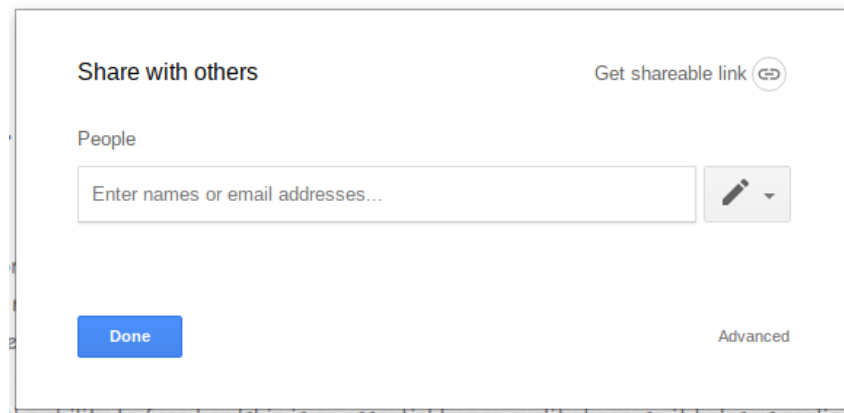 Share with others
Get shareable link
People
Enter names or email addresses...
Done
Advanced